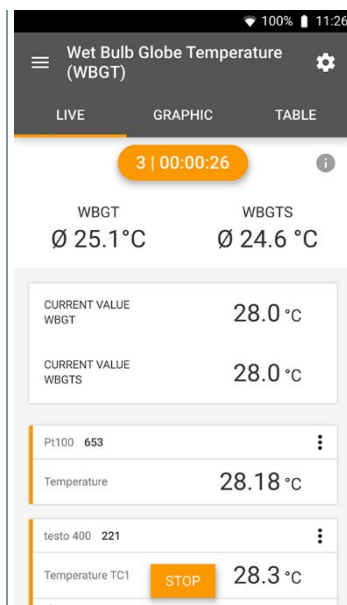 100% 11:26
Wet Bulb Globe Temperature
(WBGT)
LIVE GRAPHIC TABLE
3 | 00:00:26
WBGT WBGTS
Ø 25.1°C Ø 24.6 °C
CURRENT VALUE
WBGT
28.0 °C
CURRENT VALUE
WBGTS
28.0 °C
Pt100 653
Temperature 28.18 °C
testo 400 221
Temperature TC1 28.3 °C
STOP